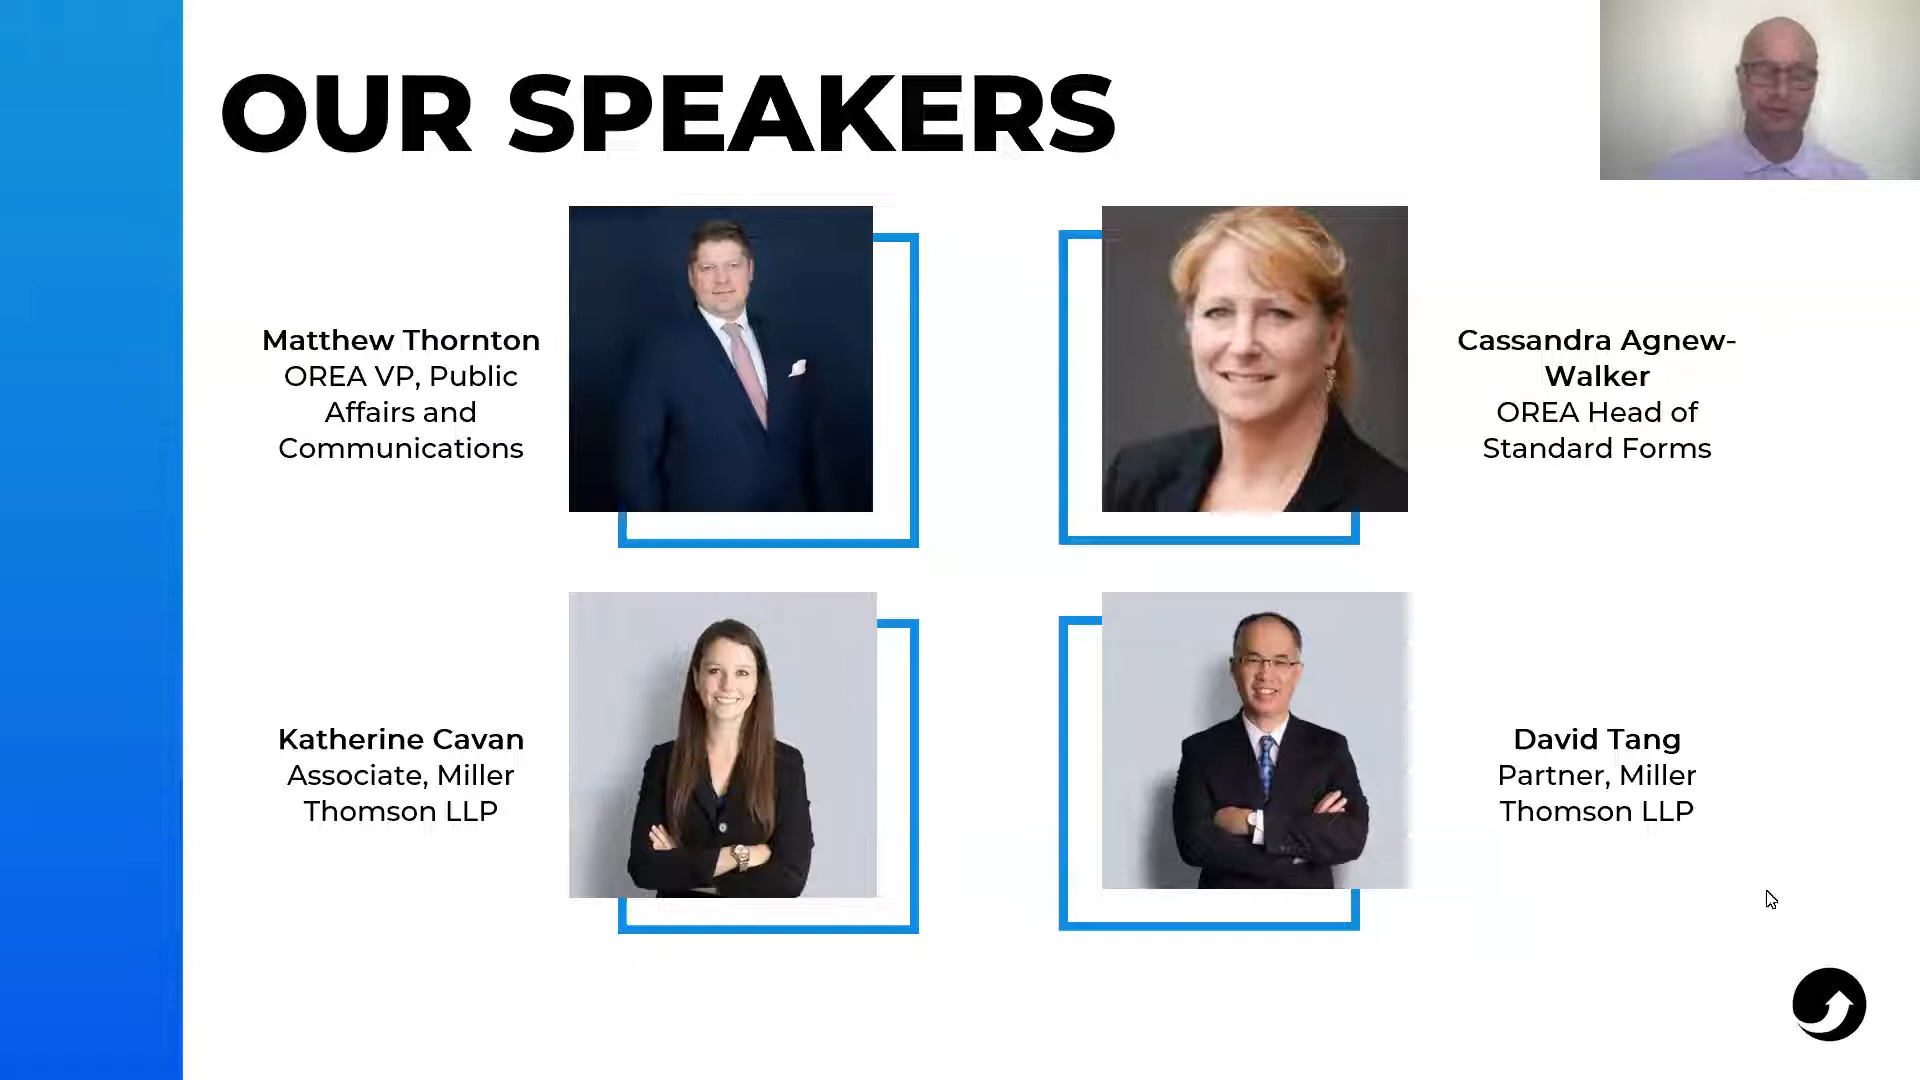 OUR SPEAKERS
Matthew Thornton
OREA VP, Public
Affairs and
Communications
Cassandra Agnew-
Walker
OREA Head of
Standard Forms
Katherine Cavan
Associate, Miller
Thomson LLP
David Tang
Partner, Miller
Thomson LLP